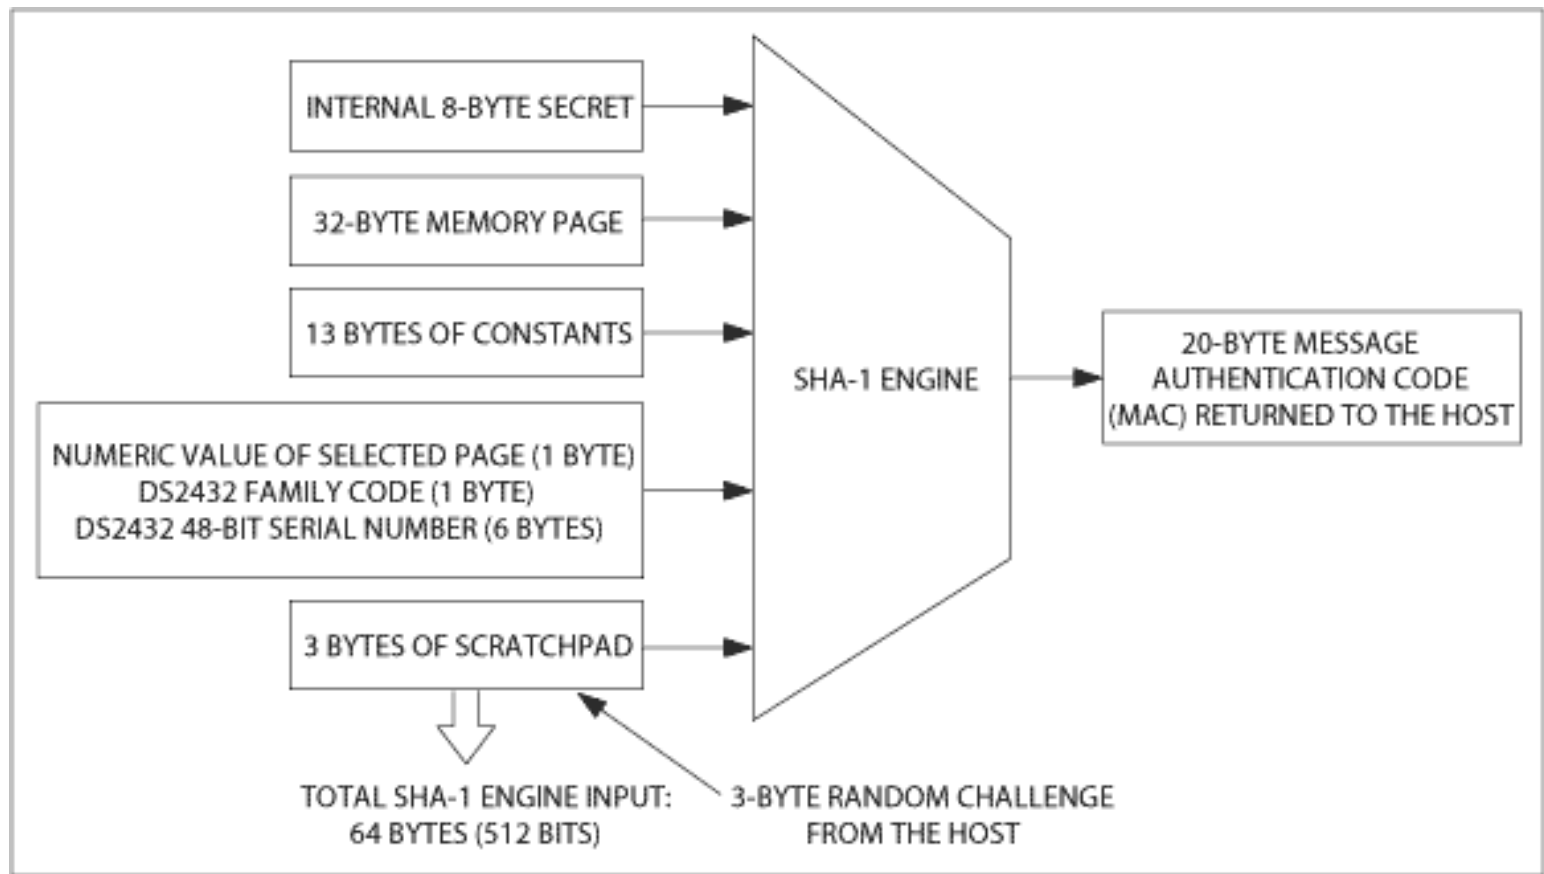 INTERNAL 8-BYTE SECRET
32-BYTE MEMORY PAGE
13 BYTES OF CONSTANTS
NUMERIC VALUE OF SELECTED PAGE (1 BYTE)
DS2432 FAMILY CODE (1 BYTE)
DS2432 48-BIT SERIAL NUMBER (6 BYTES)
3 BYTES OF SCRATCHPAD
SHA-1 ENGINE
20-BYTE MESSAGE
AUTHENTICATION CODE
(MAC) RETURNED TO THE HOST
TOTAL SHA-1 ENGINE INPUT:
64 BYTES (512 BITS)
3-BYTE RANDOM CHALLENGE
FROM THE HOST